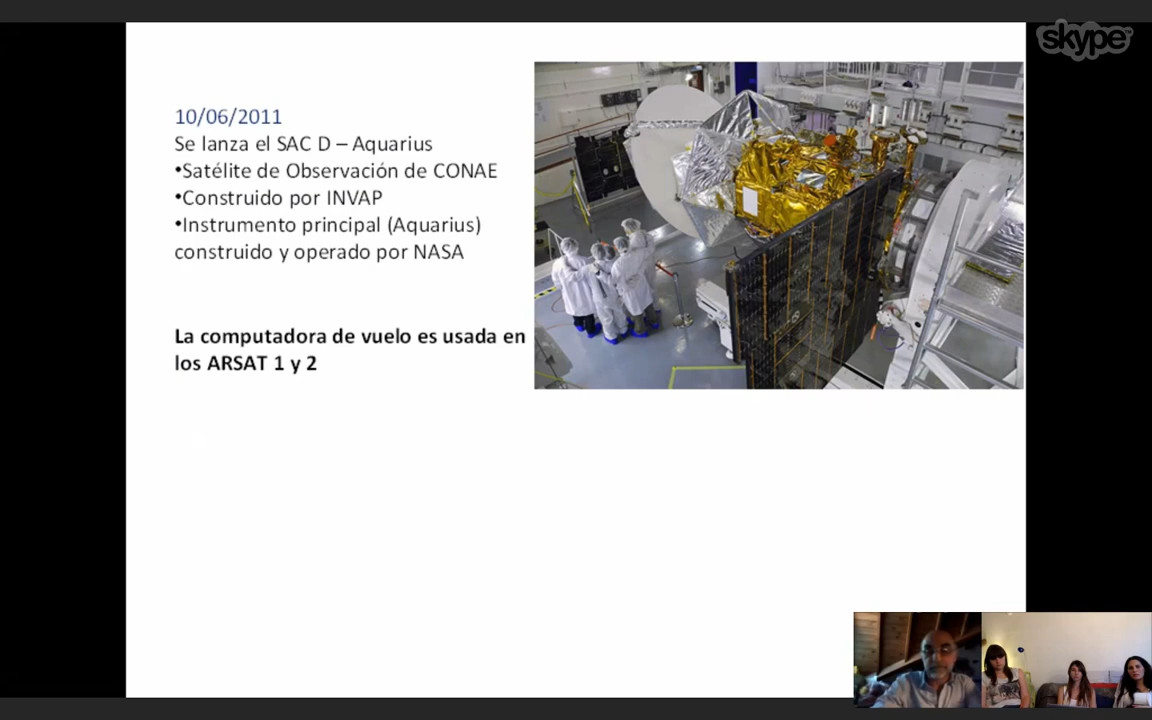 skype
10/06/2011
Se lanza el SAC D – Aquarius
•Satélite de Observación de CONAE
•Construido por INVAP
•Instrumento principal (Aquarius)
construido y operado por NASA
La computadora de vuelo es usada en
los ARSAT 1 y 2